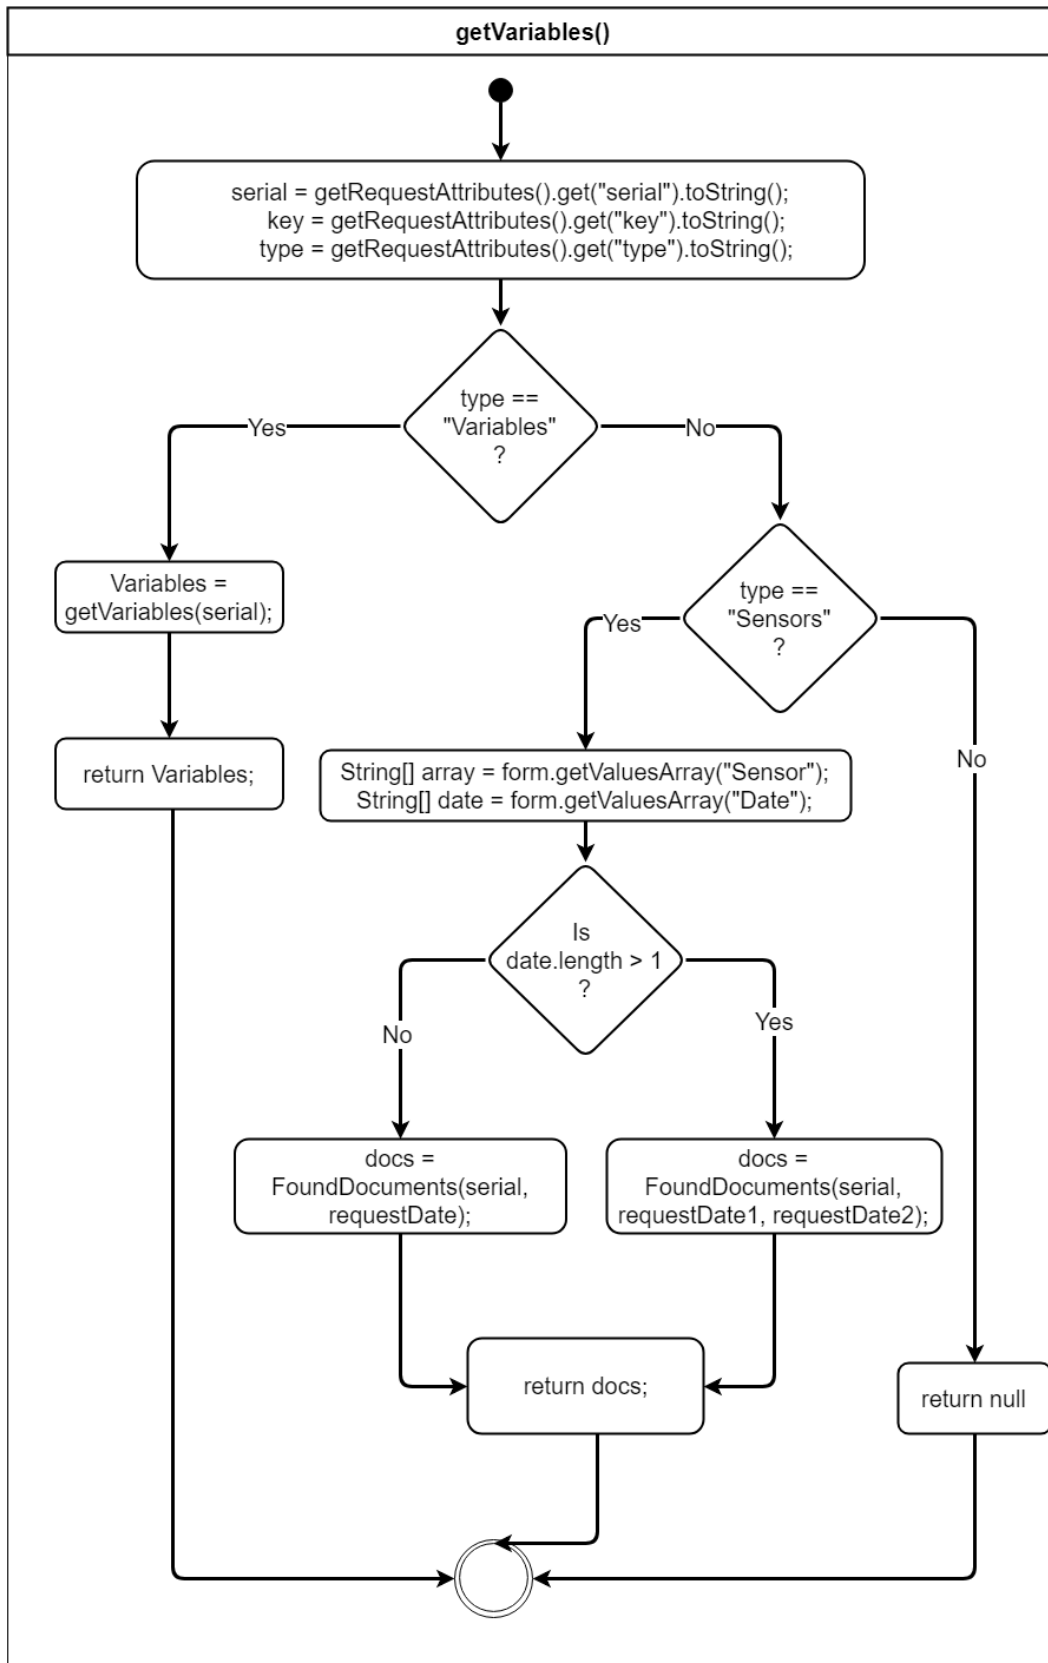 getVariables()
serial = getRequestAttributes().get("serial").toString();
key = getRequestAttributes().get("key").toString();
type = getRequestAttributes().get("type").toString();
type ==
"Variables"
?
Yes
No
Variables =
getVariables(serial);
type ==
"Sensors"
?
Yes
No
return Variables;
String[] array = form.getValuesArray("Sensor");
String[] date = form.getValuesArray("Date");
Is
date.length > 1
?
No
Yes
docs =
FoundDocuments(serial,
requestDate);
docs =
FoundDocuments(serial,
requestDate1, requestDate2);
return docs;
return null